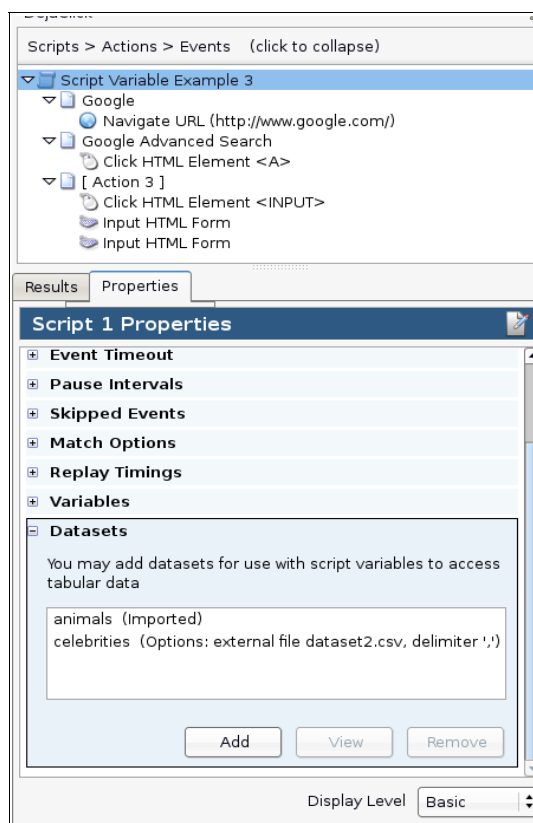 DejaClick
Scripts > Actions > Events (click to collapse)
Script Variable Example 3
Google
Navigate URL (http://www.google.com/)
Google Advanced Search
Click HTML Element <A>
[ Action 3 ]
Click HTML Element <INPUT>
Input HTML Form
Input HTML Form
Results
Properties
Script 1 Properties
Event Timeout
Pause Intervals
Skipped Events
Match Options
Replay Timings
Variables
Datasets
You may add datasets for use with script variables to access
tabular data
animals (Imported)
celebrities (Options: external file dataset2.csv, delimiter ',')
Add
View
Remove
Display Level
Basic